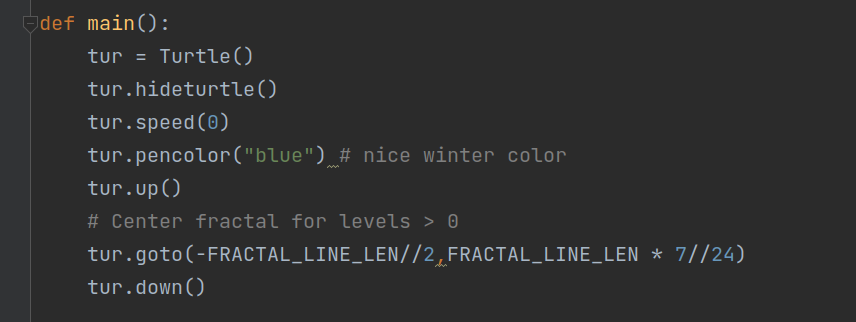 def main():
    tur = Turtle()
    tur.hideturtle()
    tur.speed(0)
    tur.pencolor("blue") # nice winter color
    tur.up()
    # Center fractal for levels > 0
    tur.goto(-FRACTAL_LINE_LEN//2,FRACTAL_LINE_LEN * 7//24)
    tur.down()